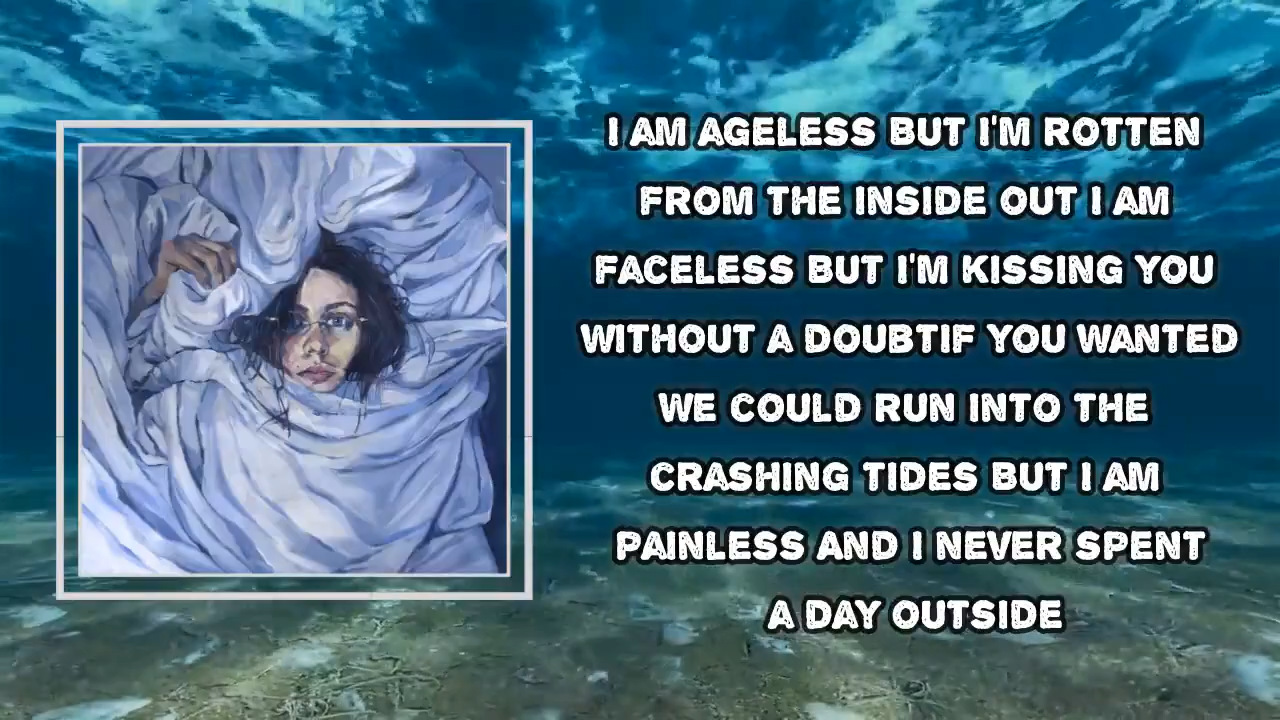 I AM AGELESS BUT I'M ROTTEN
FROM THE INSIDE OUT I AM
FACELESS BUT I'M KISSING YOU
WITHOUT A DOUBTIF YOU WANTED
WE COULD RUN INTO THE
CRASHING TIDES BUT I AM
PAINLESS AND I NEVER SPENT
A DAY OUTSIDE